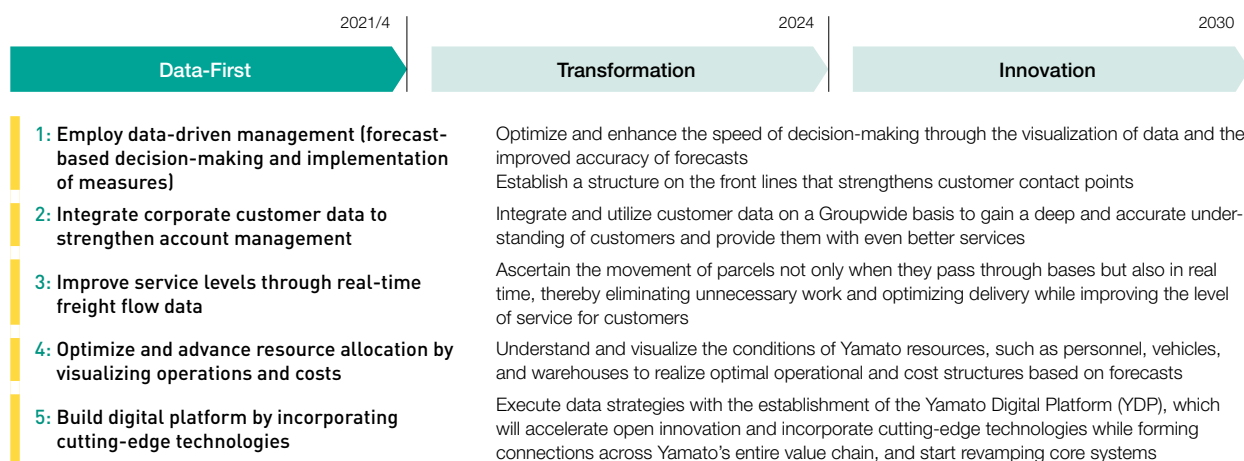 2021/4
2024
2030
Data-First
Transformation
Innovation
1: Employ data-driven management (forecast-
based decision-making and implementation
of measures)
Optimize and enhance the speed of decision-making through the visualization of data and the
improved accuracy of forecasts
Establish a structure on the front lines that strengthens customer contact points
2: Integrate corporate customer data to
strengthen account management
Integrate and utilize customer data on a Groupwide basis to gain a deep and accurate under-
standing of customers and provide them with even better services
3: Improve service levels through real-time
freight flow data
Ascertain the movement of parcels not only when they pass through bases but also in real
time, thereby eliminating unnecessary work and optimizing delivery while improving the level
of service for customers
4: Optimize and advance resource allocation by
visualizing operations and costs
Understand and visualize the conditions of Yamato resources, such as personnel, vehicles,
and warehouses to realize optimal operational and cost structures based on forecasts
5: Build digital platform by incorporating
cutting-edge technologies
Execute data strategies with the establishment of the Yamato Digital Platform (YDP), which
will accelerate open innovation and incorporate cutting-edge technologies while forming
connections across Yamato's entire value chain, and start revamping core systems